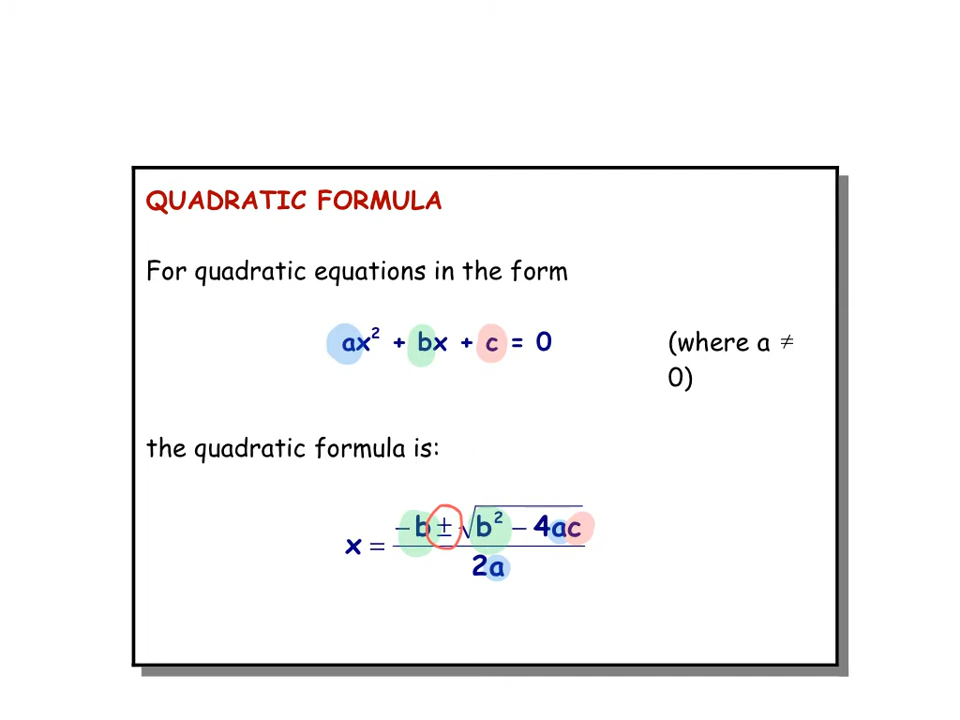 QUADRATIC FORMULA
For quadratic equations in the form
ax² + bx + c = 0 (where a ≠
0)
the quadratic formula is:
x = (−b ± √(b² − 4ac)) / 2a